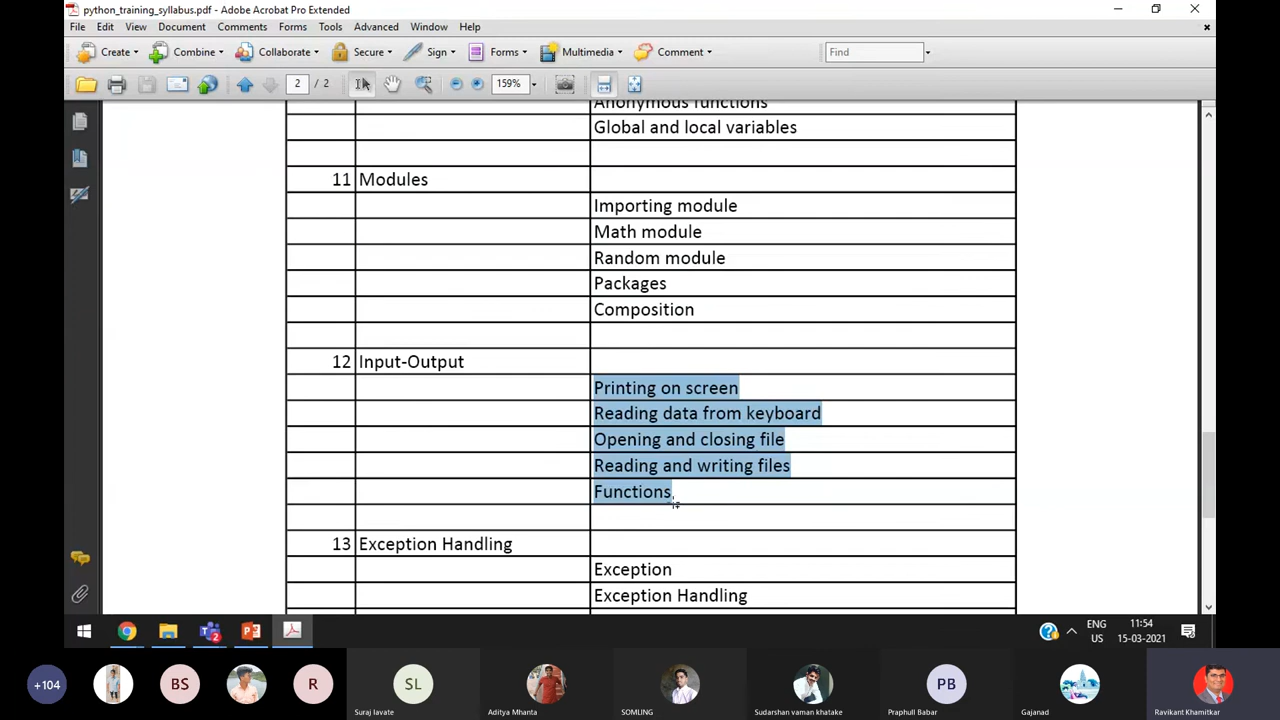 python_training_syllabus.pdf - Adobe Acrobat Pro Extended
File Edit View Document Comments Forms Tools Advanced Window Help
Create Combine Collaborate Secure Sign Forms Multimedia Comment Find
2 / 2 159%
Anonymous functions
Global and local variables
11 Modules
Importing module
Math module
Random module
Packages
Composition
12 Input-Output
Printing on screen
Reading data from keyboard
Opening and closing file
Reading and writing files
Functions
13 Exception Handling
Exception
Exception Handling
ENG 11:54
US 15-03-2021
+104 BS R SL PB
Suraj lavate Aditya Mhanta SOMLING Sudarshan vaman khatake Praphull Babar Gajanad Ravikant Khamitkar